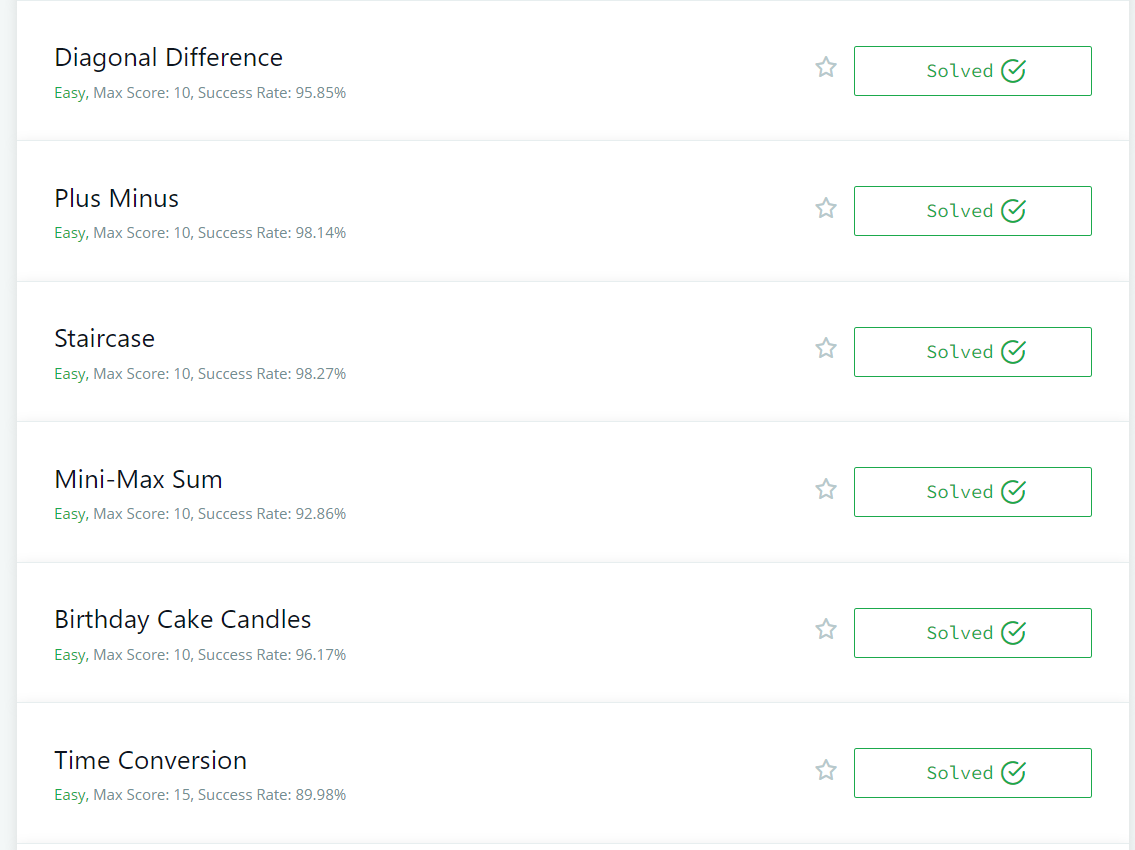 Diagonal Difference
Easy, Max Score: 10, Success Rate: 95.85%
Solved
Plus Minus
Easy, Max Score: 10, Success Rate: 98.14%
Solved
Staircase
Easy, Max Score: 10, Success Rate: 98.27%
Solved
Mini-Max Sum
Easy, Max Score: 10, Success Rate: 92.86%
Solved
Birthday Cake Candles
Easy, Max Score: 10, Success Rate: 96.17%
Solved
Time Conversion
Easy, Max Score: 15, Success Rate: 89.98%
Solved